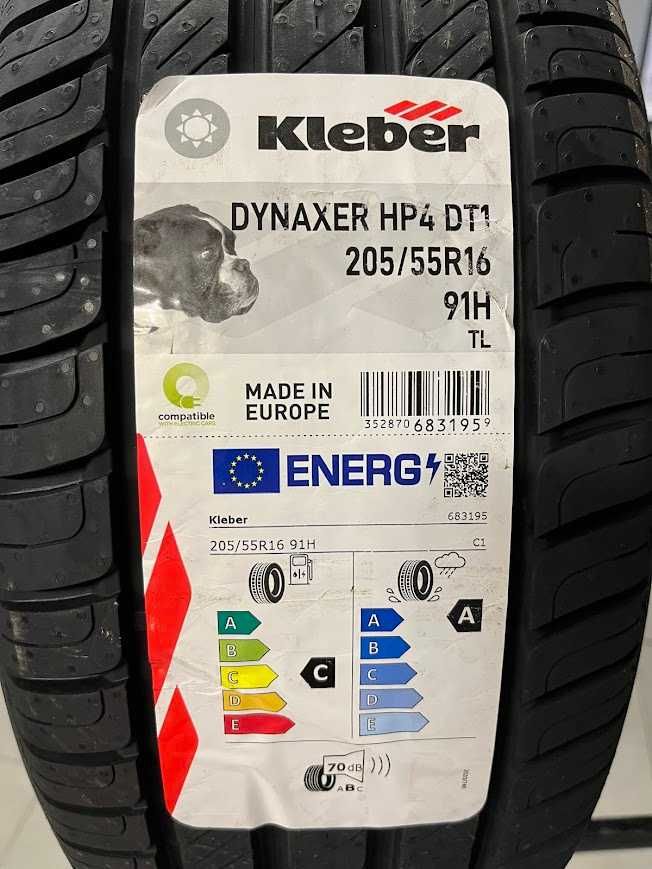 Kleber
DYNAXER HP4 DT1
205/55R16
91H
TL
compatible
WITH ELECTRIC CARS
MADE IN
EUROPE
3528706831959
ENERG
Kleber 683195
205/55R16 91H C1
A
B
C
D
E
C
A
B
C
D
E
A
70 dB
ABC